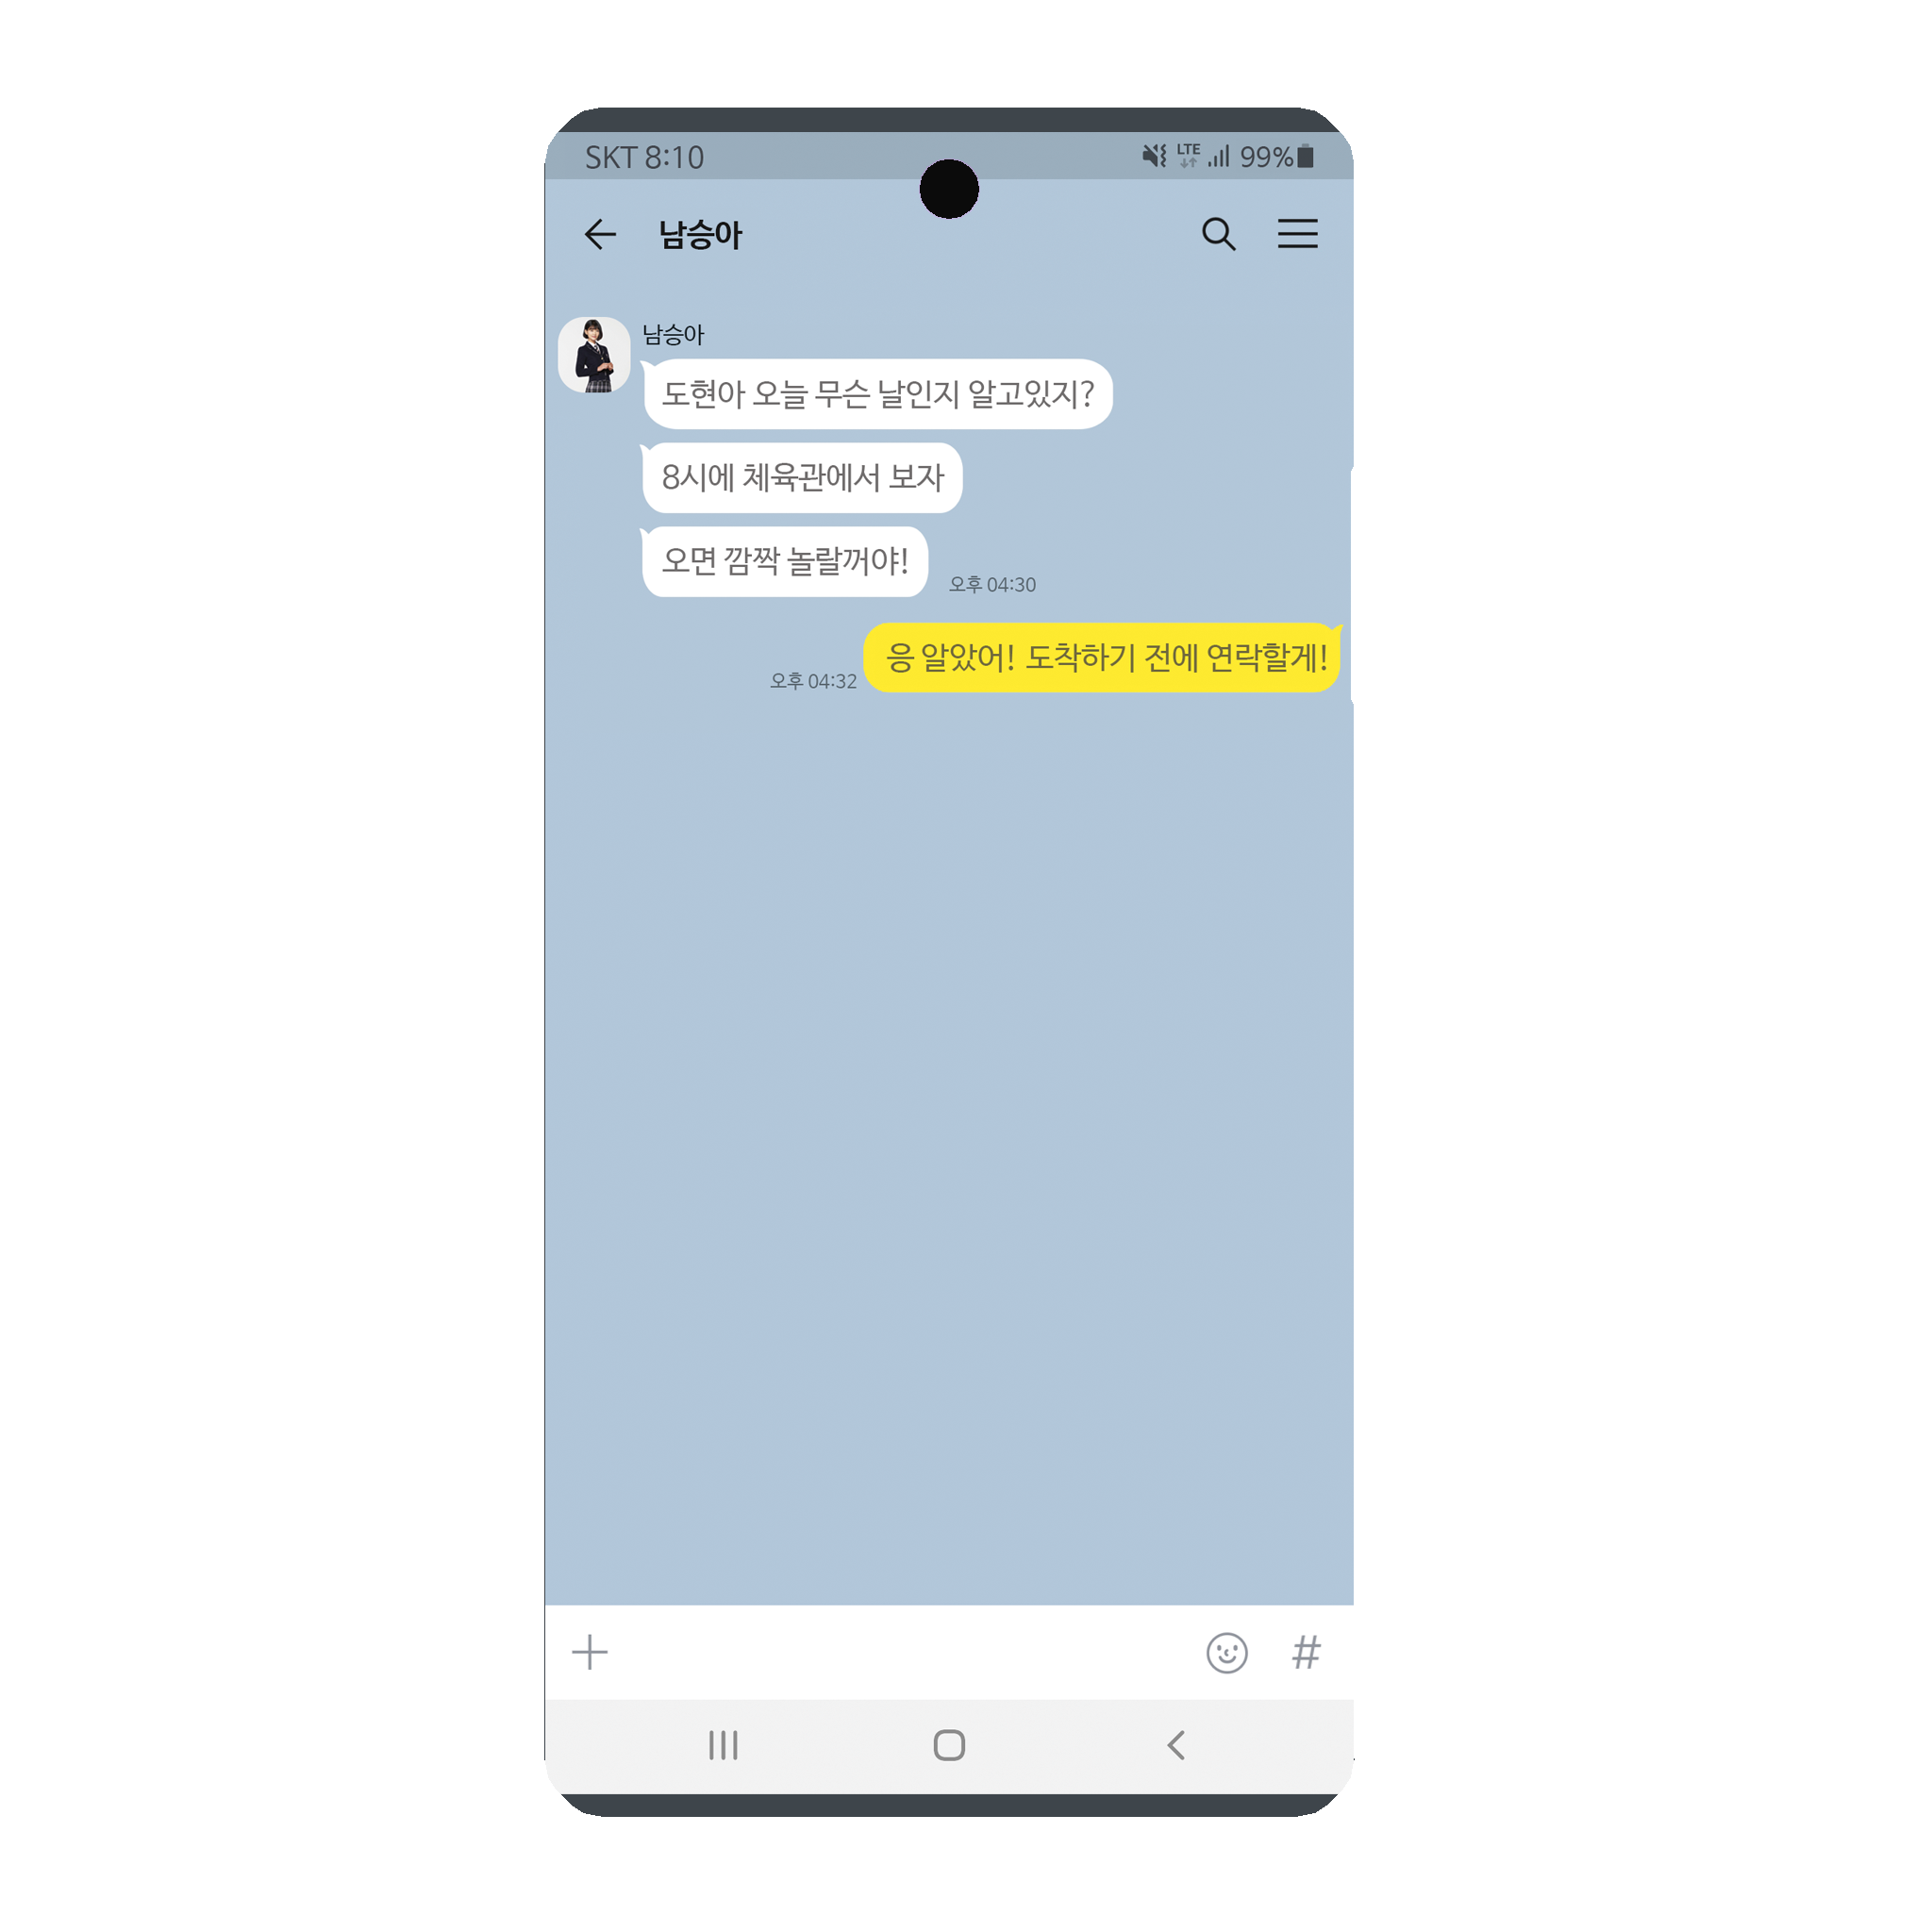 SKT 8:10 LTE 99%
남승아
남승아
도현아 오늘 무슨 날인지 알고있지?
8시에 체육관에서 보자
오면 깜짝 놀랄꺼야!
오후 04:30
응 알았어! 도착하기 전에 연락할게!
오후 04:32
#